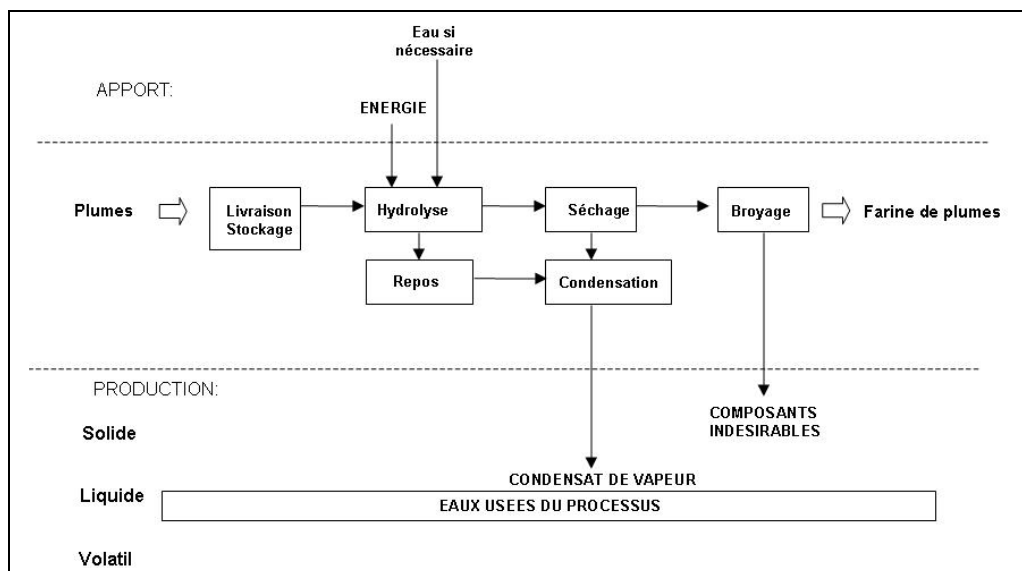 Eau si
nécessaire
APPORT:
ENERGIE
Plumes
Livraison
Stockage
Hydrolyse
Séchage
Broyage
Farine de plumes
Repos
Condensation
PRODUCTION:
COMPOSANTS
INDESIRABLES
Solide
CONDENSAT DE VAPEUR
Liquide
EAUX USEES DU PROCESSUS
Volatil